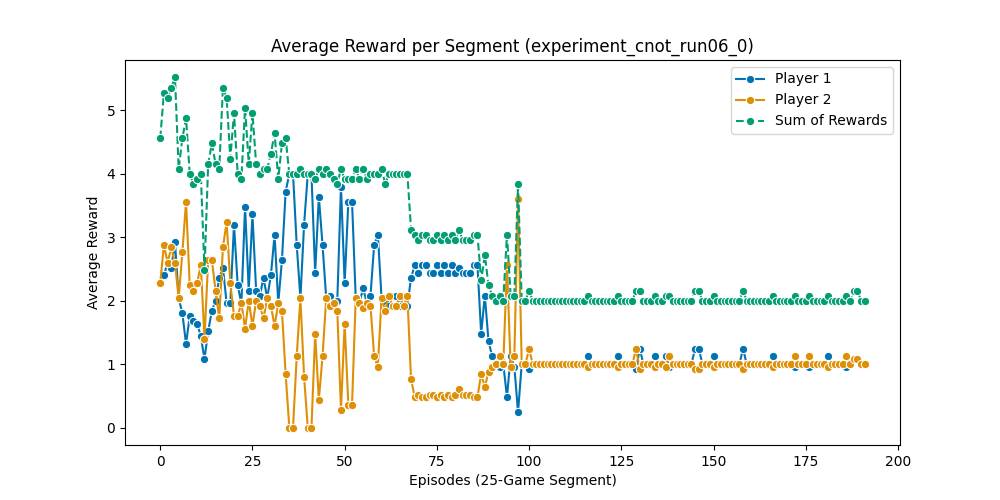 Average Reward per Segment (experiment_cnot_run06_0)
Player 1
Player 2
Sum of Rewards
Average Reward
5
4
3
2
1
0
0 25 50 75 100 125 150 175 200
Episodes (25-Game Segment)